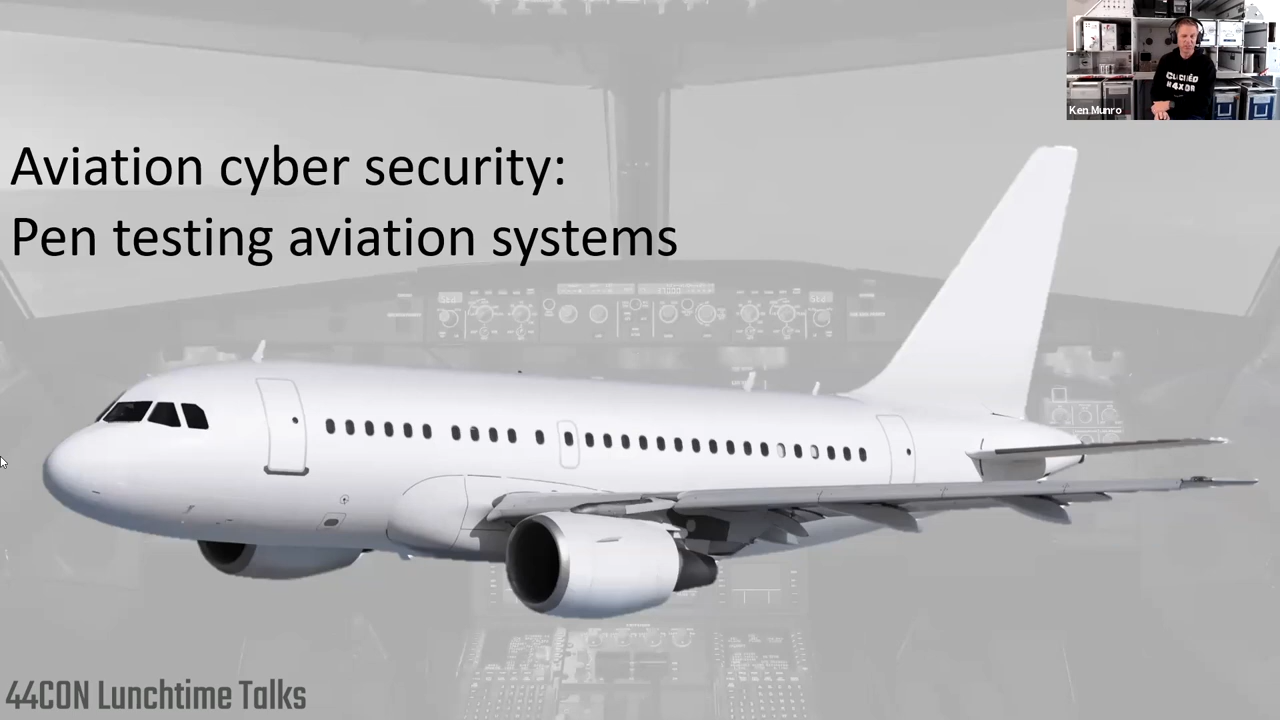 Aviation cyber security:
Pen testing aviation systems
Ken Munro
44CON Lunchtime Talks